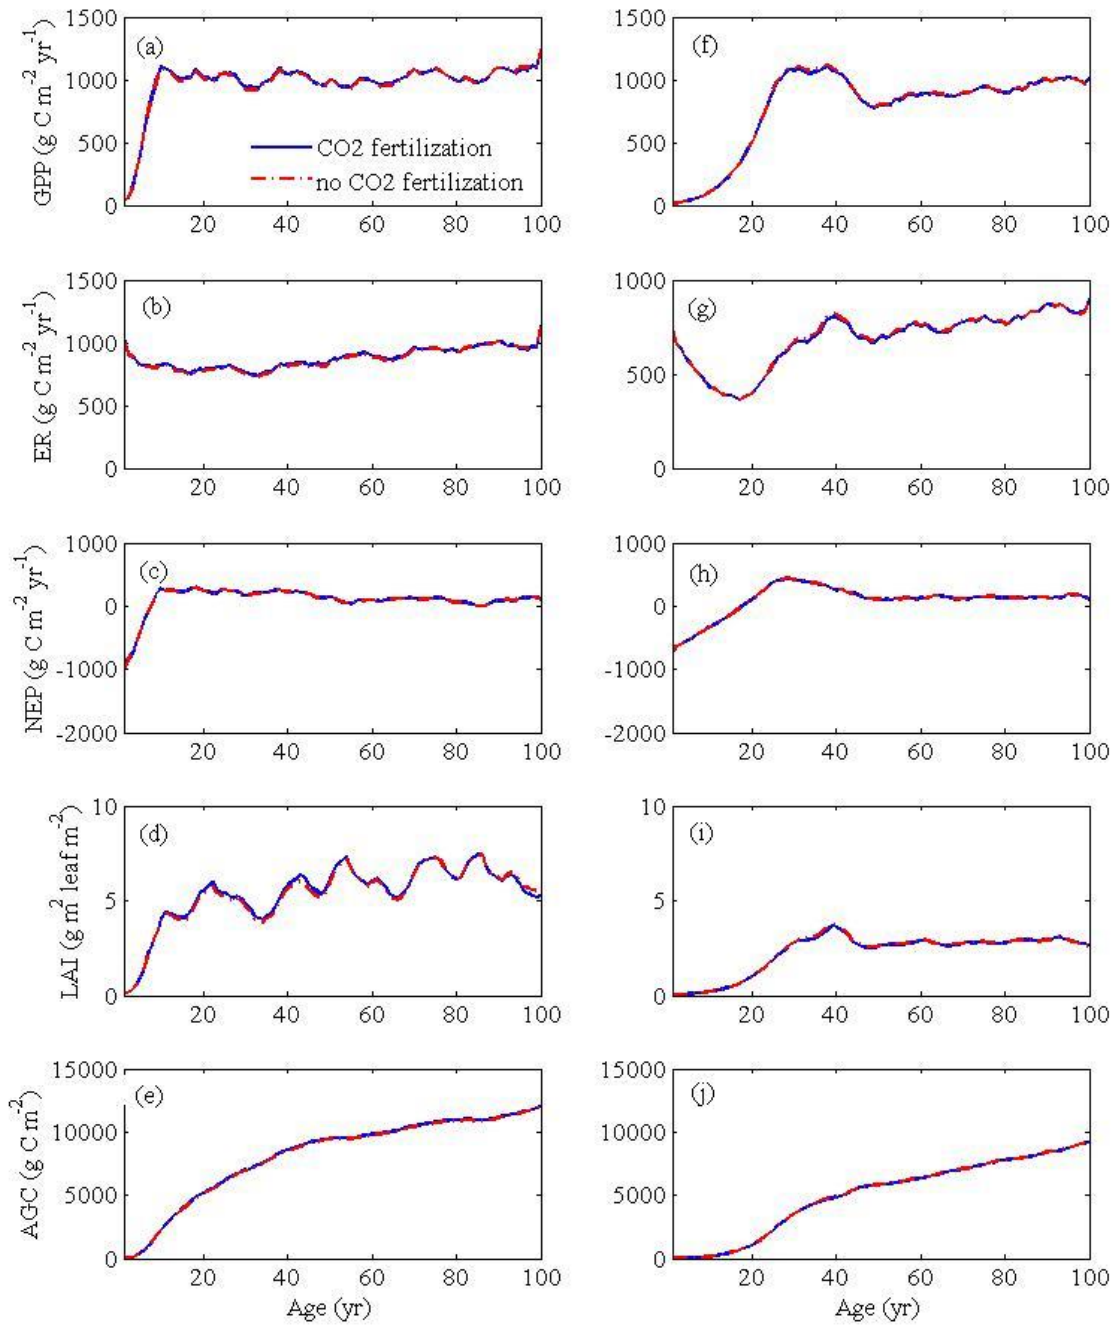 1500
1000
500
0
GPP (g C m-2 yr-1)
(a)
CO2 fertilization
no CO2 fertilization
20 40 60 80 100
1500
1000
500
0
(f)
20 40 60 80 100
1500
1000
500
0
ER (g C m-2 yr-1)
(b)
20 40 60 80 100
1000
500
0
(g)
20 40 60 80 100
1000
0
-1000
-2000
NEP (g C m-2 yr-1)
(c)
20 40 60 80 100
1000
0
-1000
-2000
(h)
20 40 60 80 100
10
5
0
LAI (g m2 leaf m-2)
(d)
20 40 60 80 100
10
5
0
(i)
20 40 60 80 100
15000
10000
5000
0
AGC (g C m-2)
(e)
20 40 60 80 100
Age (yr)
15000
10000
5000
0
(j)
20 40 60 80 100
Age (yr)